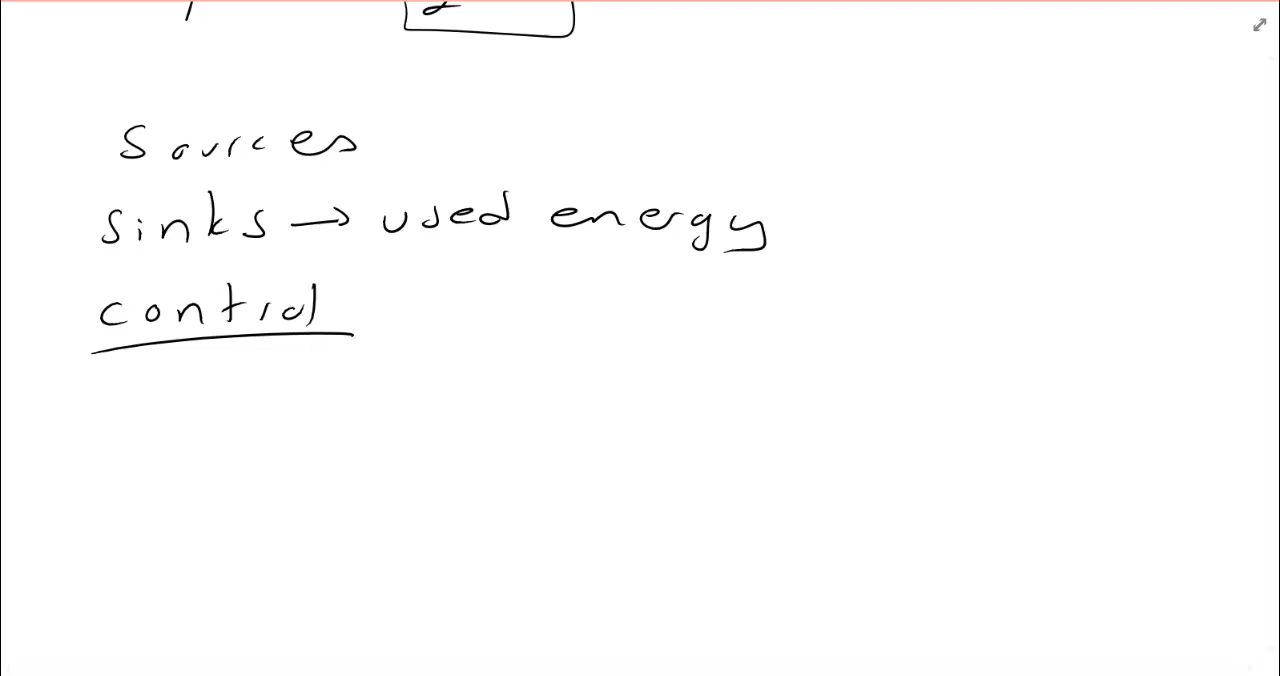 Sources
sinks → used energy
control